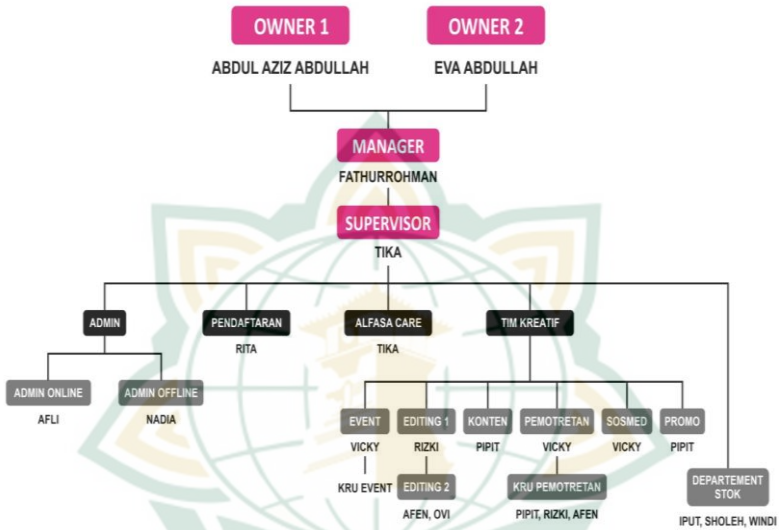 OWNER 1
OWNER 2
ABDUL AZIZ ABDULLAH
EVA ABDULLAH
MANAGER
FATHURROHMAN
SUPERVISOR
TIKA
ADMIN
PENDAFTARAN
ALFASA CARE
TIM KREATIF
RITA
TIKA
ADMIN ONLINE
ADMIN OFFLINE
AFLI
NADIA
EVENT
EDITING 1
KONTEN
PEMOTRETAN
SOSMED
PROMO
VICKY
RIZKI
PIPIT
VICKY
VICKY
PIPIT
KRU EVENT
EDITING 2
KRU PEMOTRETAN
DEPARTEMENT
STOK
AFEN, OVI
PIPIT, RIZKI, AFEN
IPUT, SHOLEH, WINDI